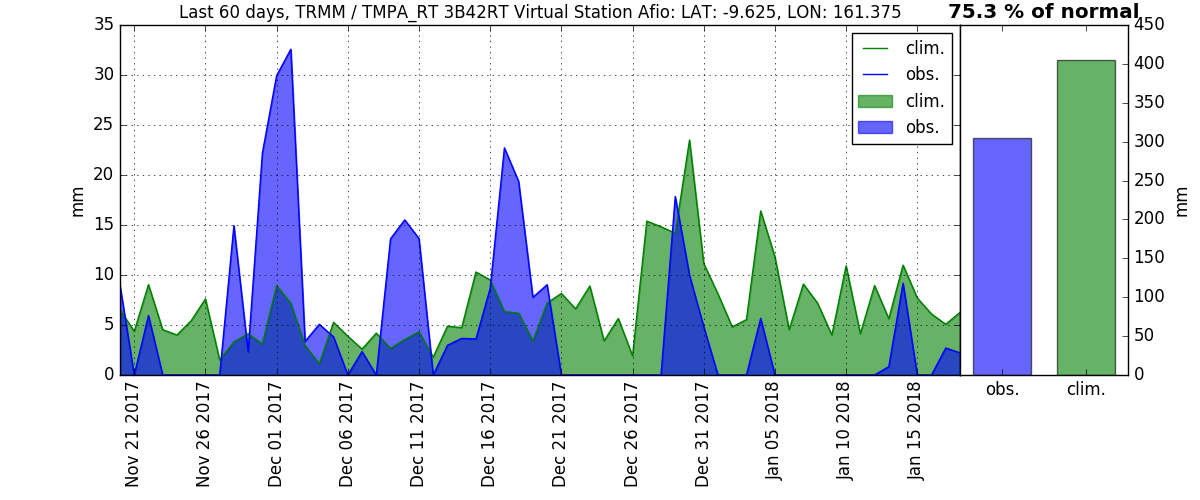 Last 60 days, TRMM / TMPA_RT 3B42RT Virtual Station Afio: LAT: -9.625, LON: 161.375
75.3 % of normal
35
30
25
20
15
10
5
0
mm
clim.
obs.
clim.
obs.
450
400
350
300
250
200
150
100
50
0
mm
Nov 21 2017
Nov 26 2017
Dec 01 2017
Dec 06 2017
Dec 11 2017
Dec 16 2017
Dec 21 2017
Dec 26 2017
Dec 31 2017
Jan 05 2018
Jan 10 2018
Jan 15 2018
obs.
clim.